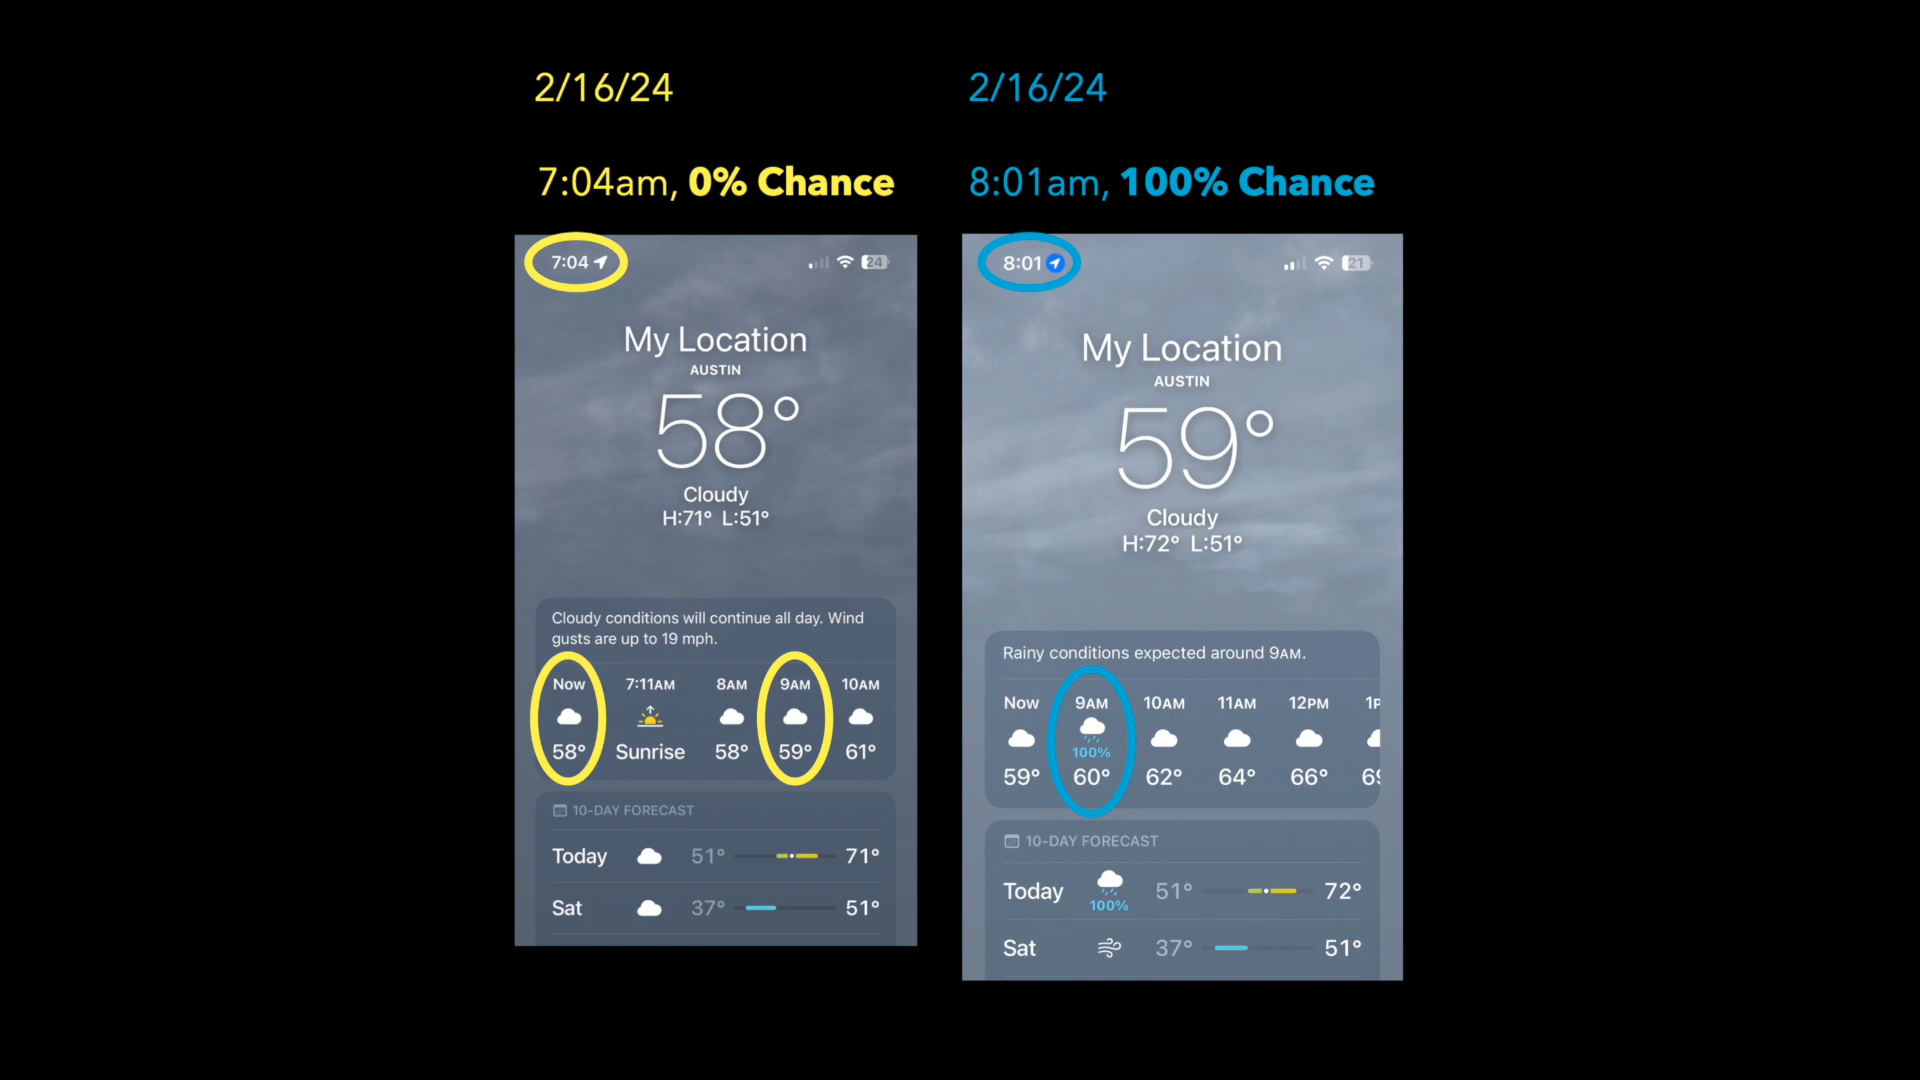 2/16/24
7:04am, 0% Chance
7:04
24
My Location
AUSTIN
58°
Cloudy
H:71° L:51°
Cloudy conditions will continue all day. Wind
gusts are up to 19 mph.
Now 7:11AM 8AM 9AM 10AM
58° Sunrise 58° 59° 61°
10-DAY FORECAST
Today 51° 71°
Sat 37° 51°
2/16/24
8:01am, 100% Chance
8:01
21
My Location
AUSTIN
59°
Cloudy
H:72° L:51°
Rainy conditions expected around 9AM.
Now 9AM 10AM 11AM 12PM
100%
59° 60° 62° 64° 66°
10-DAY FORECAST
Today 100% 51° 72°
Sat 37° 51°